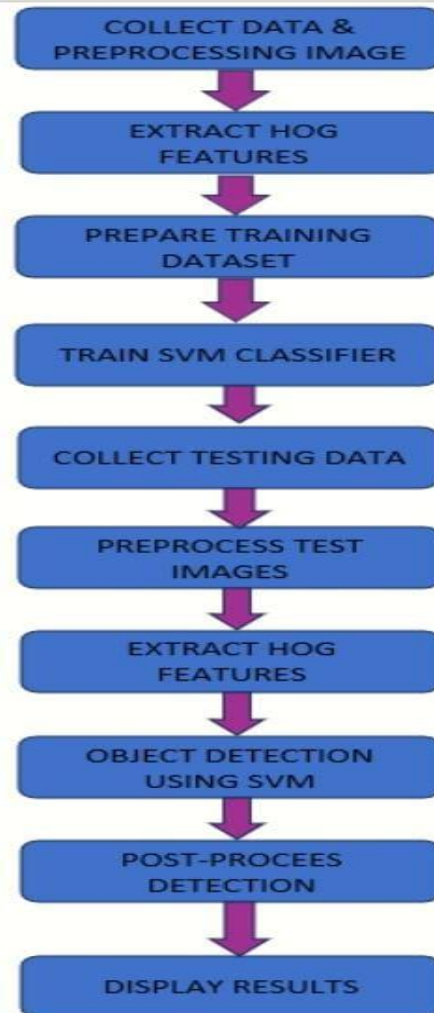 COLLECT DATA &
PREPROCESSING IMAGE
EXTRACT HOG
FEATURES
PREPARE TRAINING
DATASET
TRAIN SVM CLASSIFIER
COLLECT TESTING DATA
PREPROCESS TEST
IMAGES
EXTRACT HOG
FEATURES
OBJECT DETECTION
USING SVM
POST-PROCEES
DETECTION
DISPLAY RESULTS